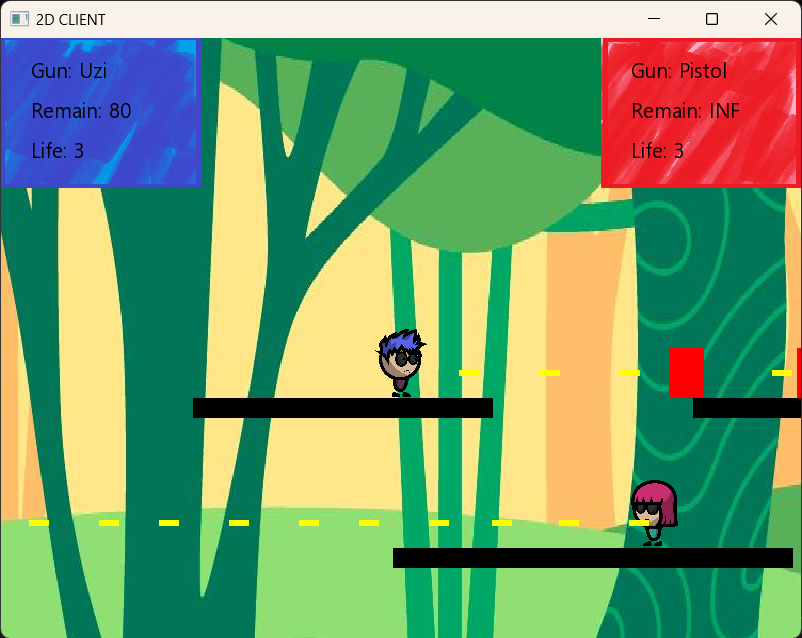 2D CLIENT
Gun: Uzi
Remain: 80
Life: 3
Gun: Pistol
Remain: INF
Life: 3